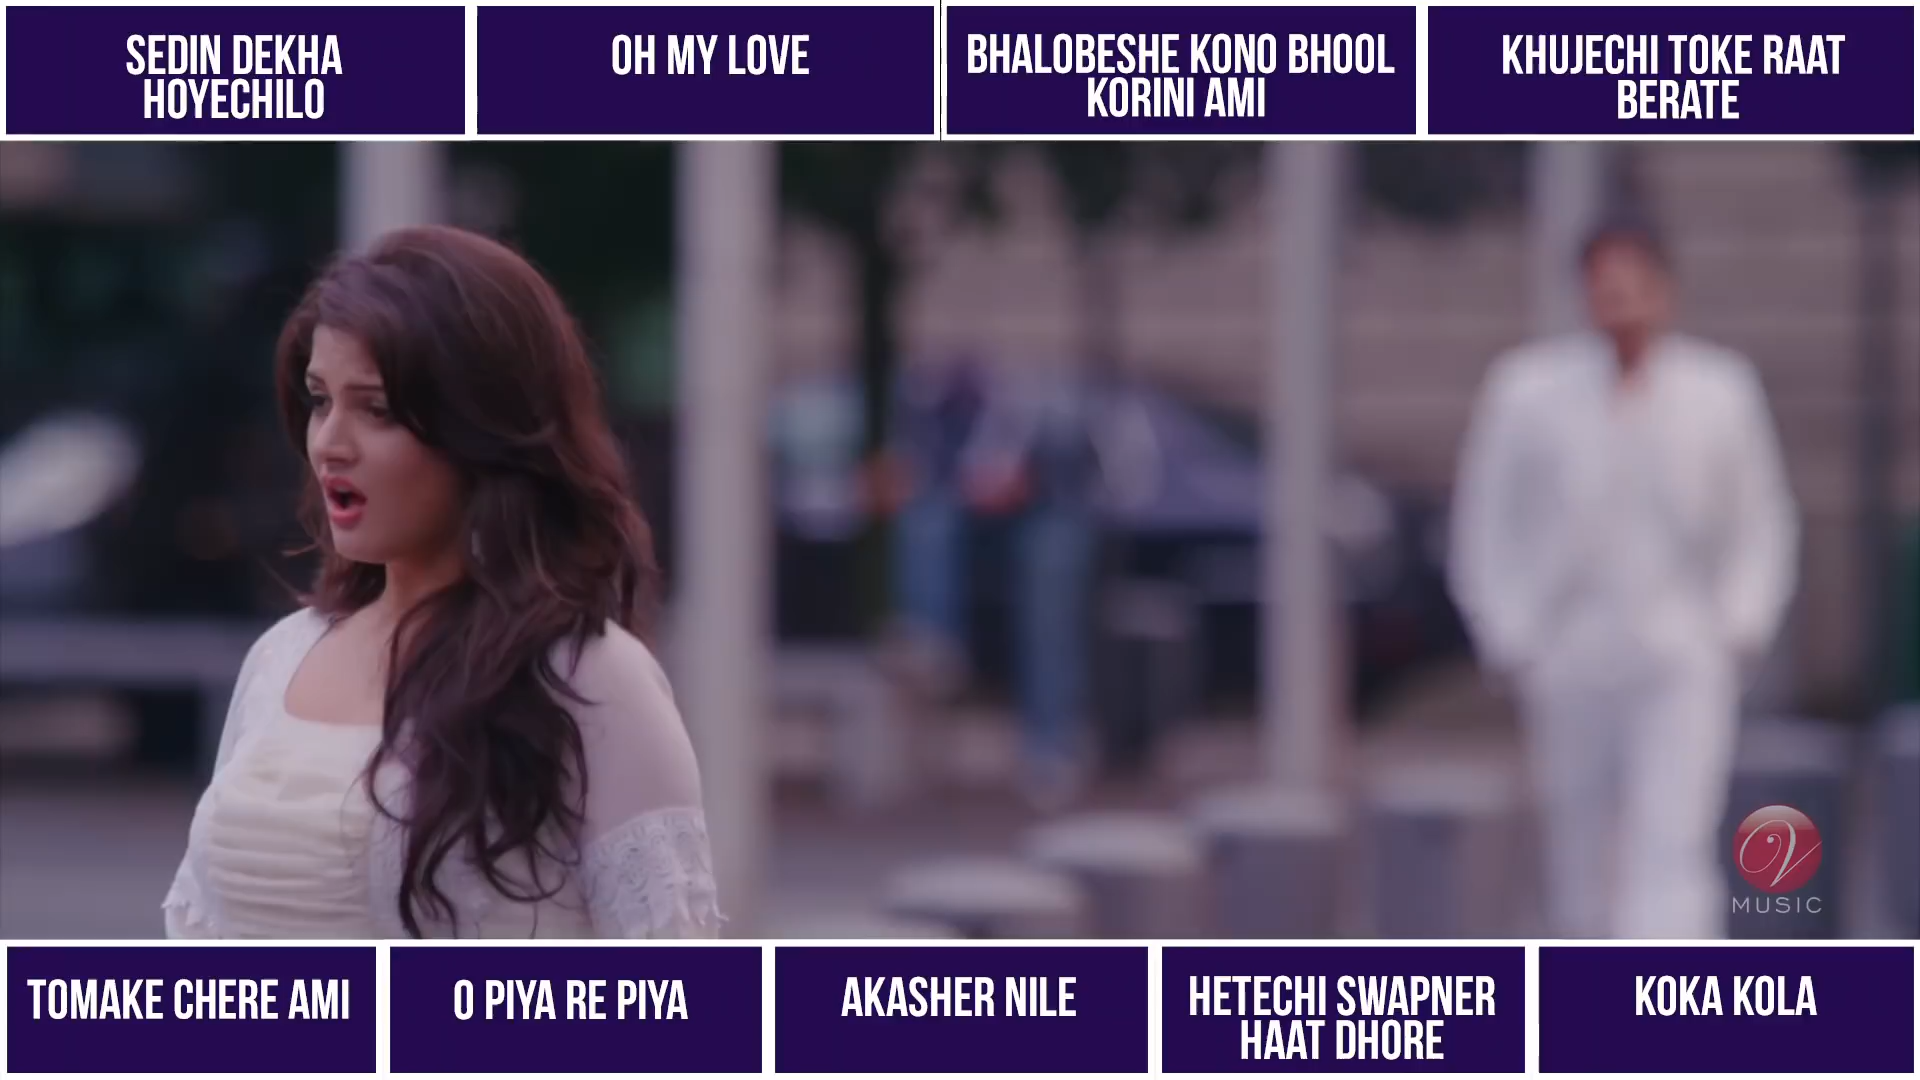 SEDIN DEKHA
HOYECHILO
OH MY LOVE
BHALOBESHE KONO BHOOL
KORINI AMI
KHUJECHI TOKE RAAT
BERATE
V
MUSIC
TOMAKE CHERE AMI
O PIYA RE PIYA
AKASHER NILE
HETECHI SWAPNER
HAAT DHORE
KOKA KOLA